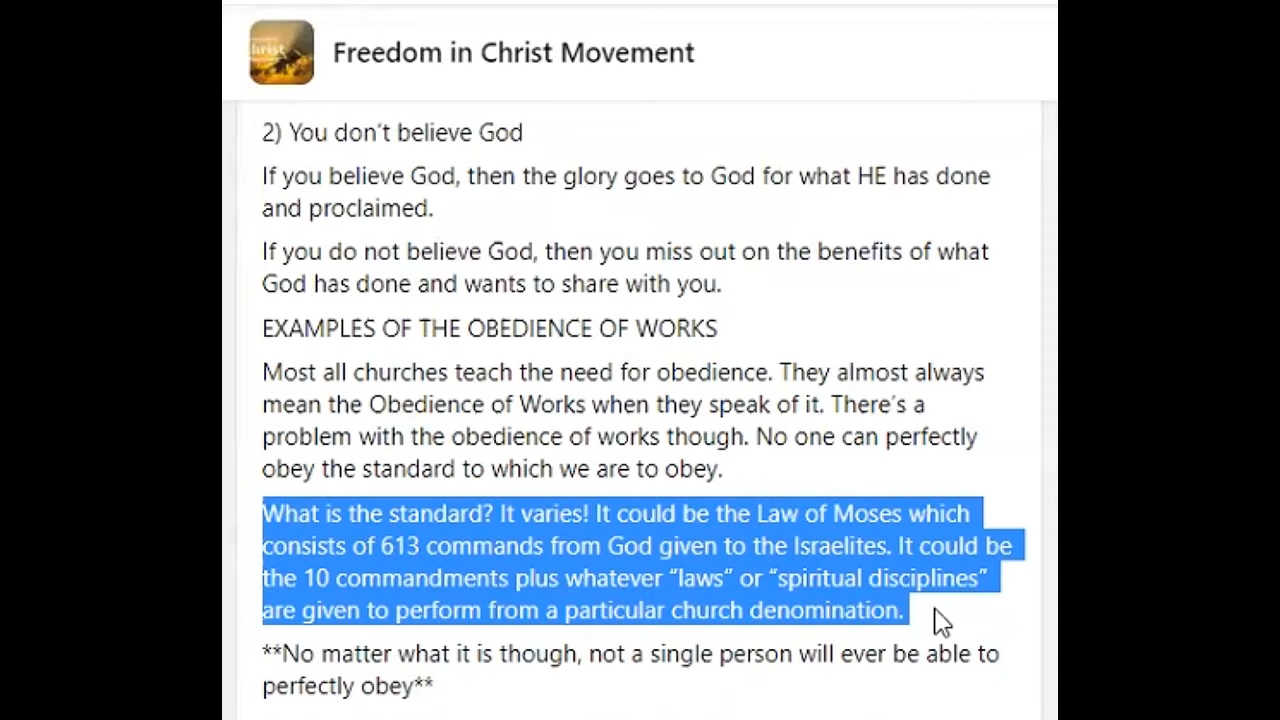 hrist
Freedom in Christ Movement
2) You don't believe God
If you believe God, then the glory goes to God for what HE has done
and proclaimed.
If you do not believe God, then you miss out on the benefits of what
God has done and wants to share with you.
EXAMPLES OF THE OBEDIENCE OF WORKS
Most all churches teach the need for obedience. They almost always
mean the Obedience of Works when they speak of it. There's a
problem with the obedience of works though. No one can perfectly
obey the standard to which we are to obey.
What is the standard? It varies! It could be the Law of Moses which
consists of 613 commands from God given to the Israelites. It could be
the 10 commandments plus whatever “laws” or “spiritual disciplines”
are given to perform from a particular church denomination.
**No matter what it is though, not a single person will ever be able to
perfectly obey**